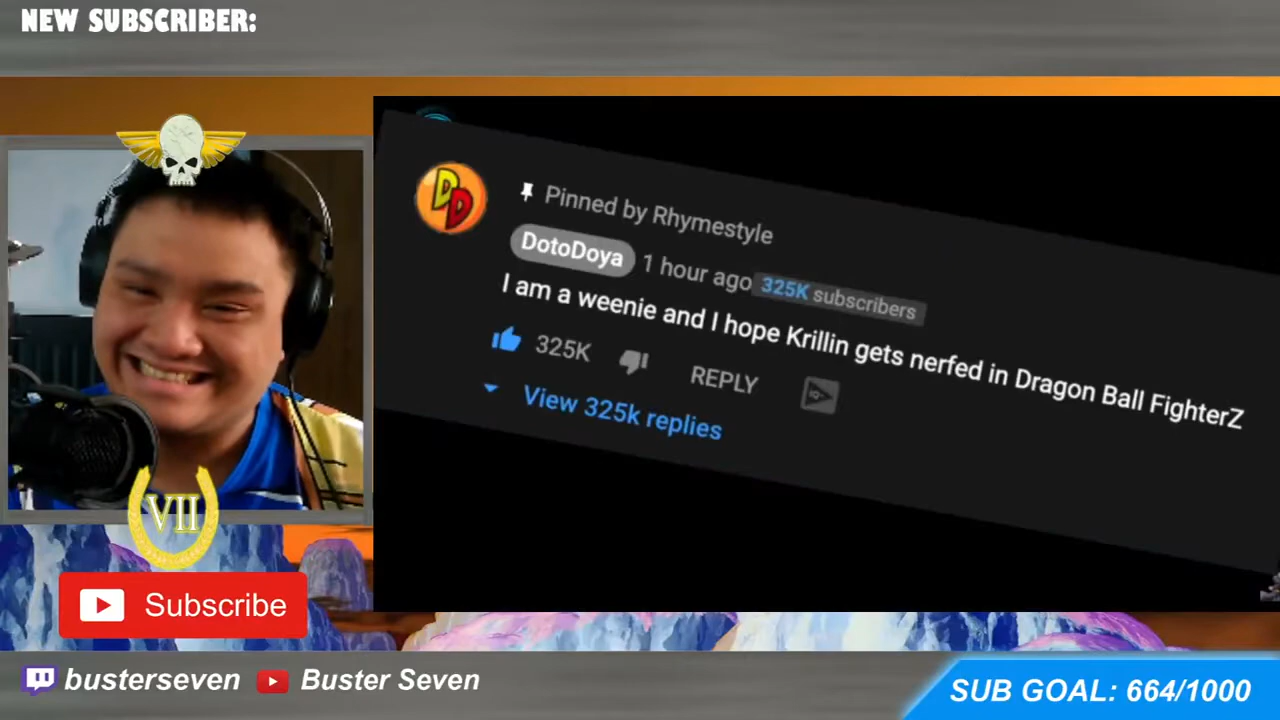 NEW SUBSCRIBER:
DD
Pinned by Rhymestyle
DotoDoya 1 hour ago 325K subscribers
I am a weenie and I hope Krillin gets nerfed in Dragon Ball FighterZ
325K REPLY
View 325k replies
VII
Subscribe
busterseven Buster Seven
SUB GOAL: 664/1000